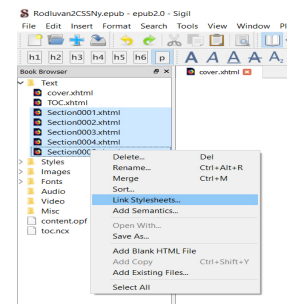 Rodluvan2CSSNy.epub - epub2.0 - Sigil
File Edit Insert Format Search Tools View Window
h1 h2 h3 h4 h5 h6 p A A A A A₂
Book Browser
cover.xhtml
Text
cover.xhtml
TOC.xhtml
Section0001.xhtml
Section0002.xhtml
Section0003.xhtml
Section0004.xhtml
Styles
Images
Fonts
Audio
Video
Misc
content.opf
toc.ncx
Delete... Del
Rename... Ctrl+Alt+R
Merge Ctrl+M
Sort...
Link Stylesheets...
Add Semantics...
Open With...
Save As...
Add Blank HTML File
Add Copy Ctrl+Shift+Y
Add Existing Files...
Select All